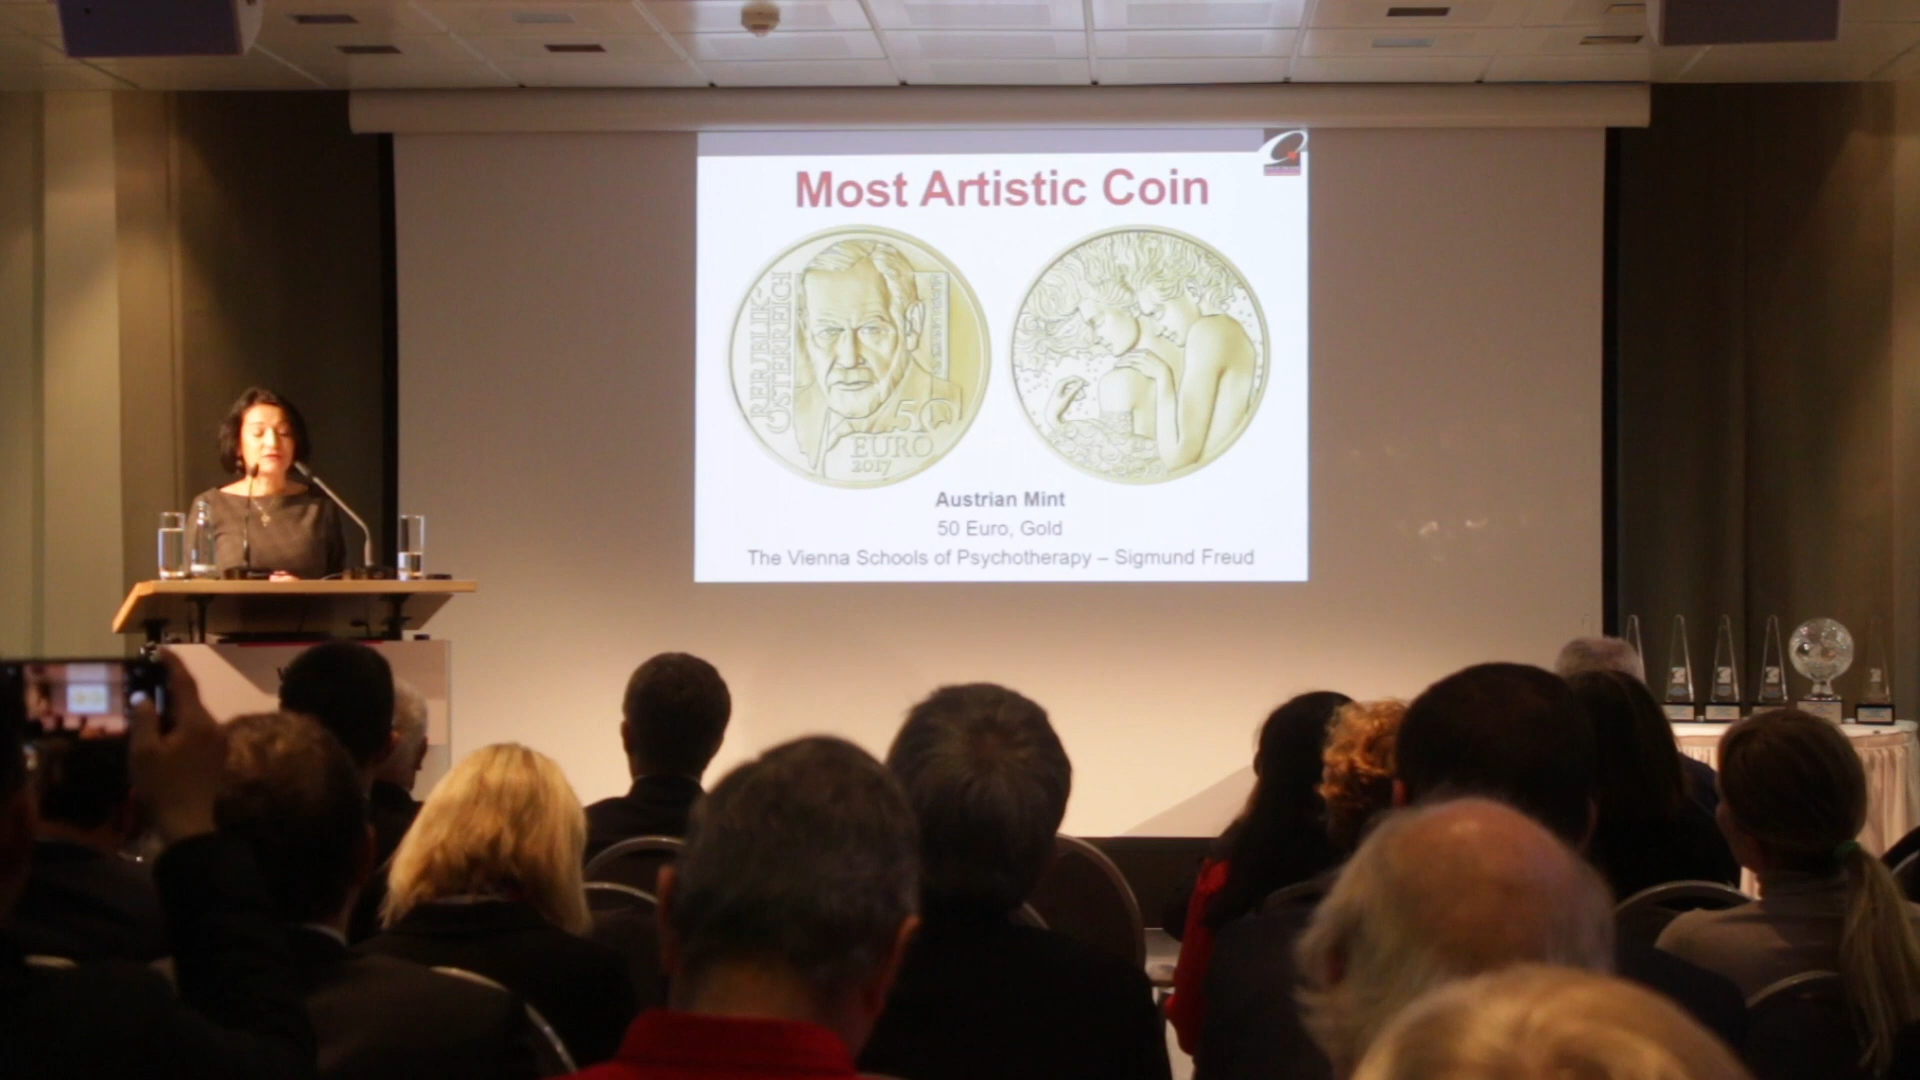 Most Artistic Coin
REPUBLIK
ÖSTERREICH
50
EURO
2017
Austrian Mint
50 Euro, Gold
The Vienna Schools of Psychotherapy – Sigmund Freud